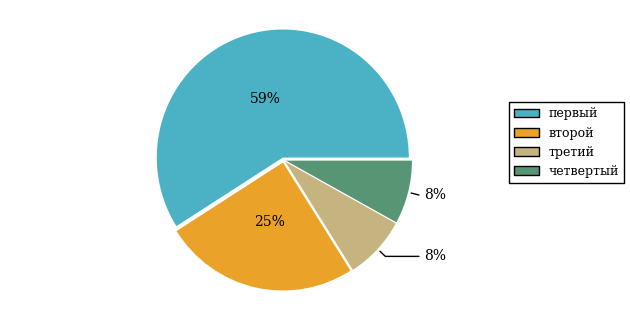 59%
25%
8%
8%
первый
второй
третий
четвертый